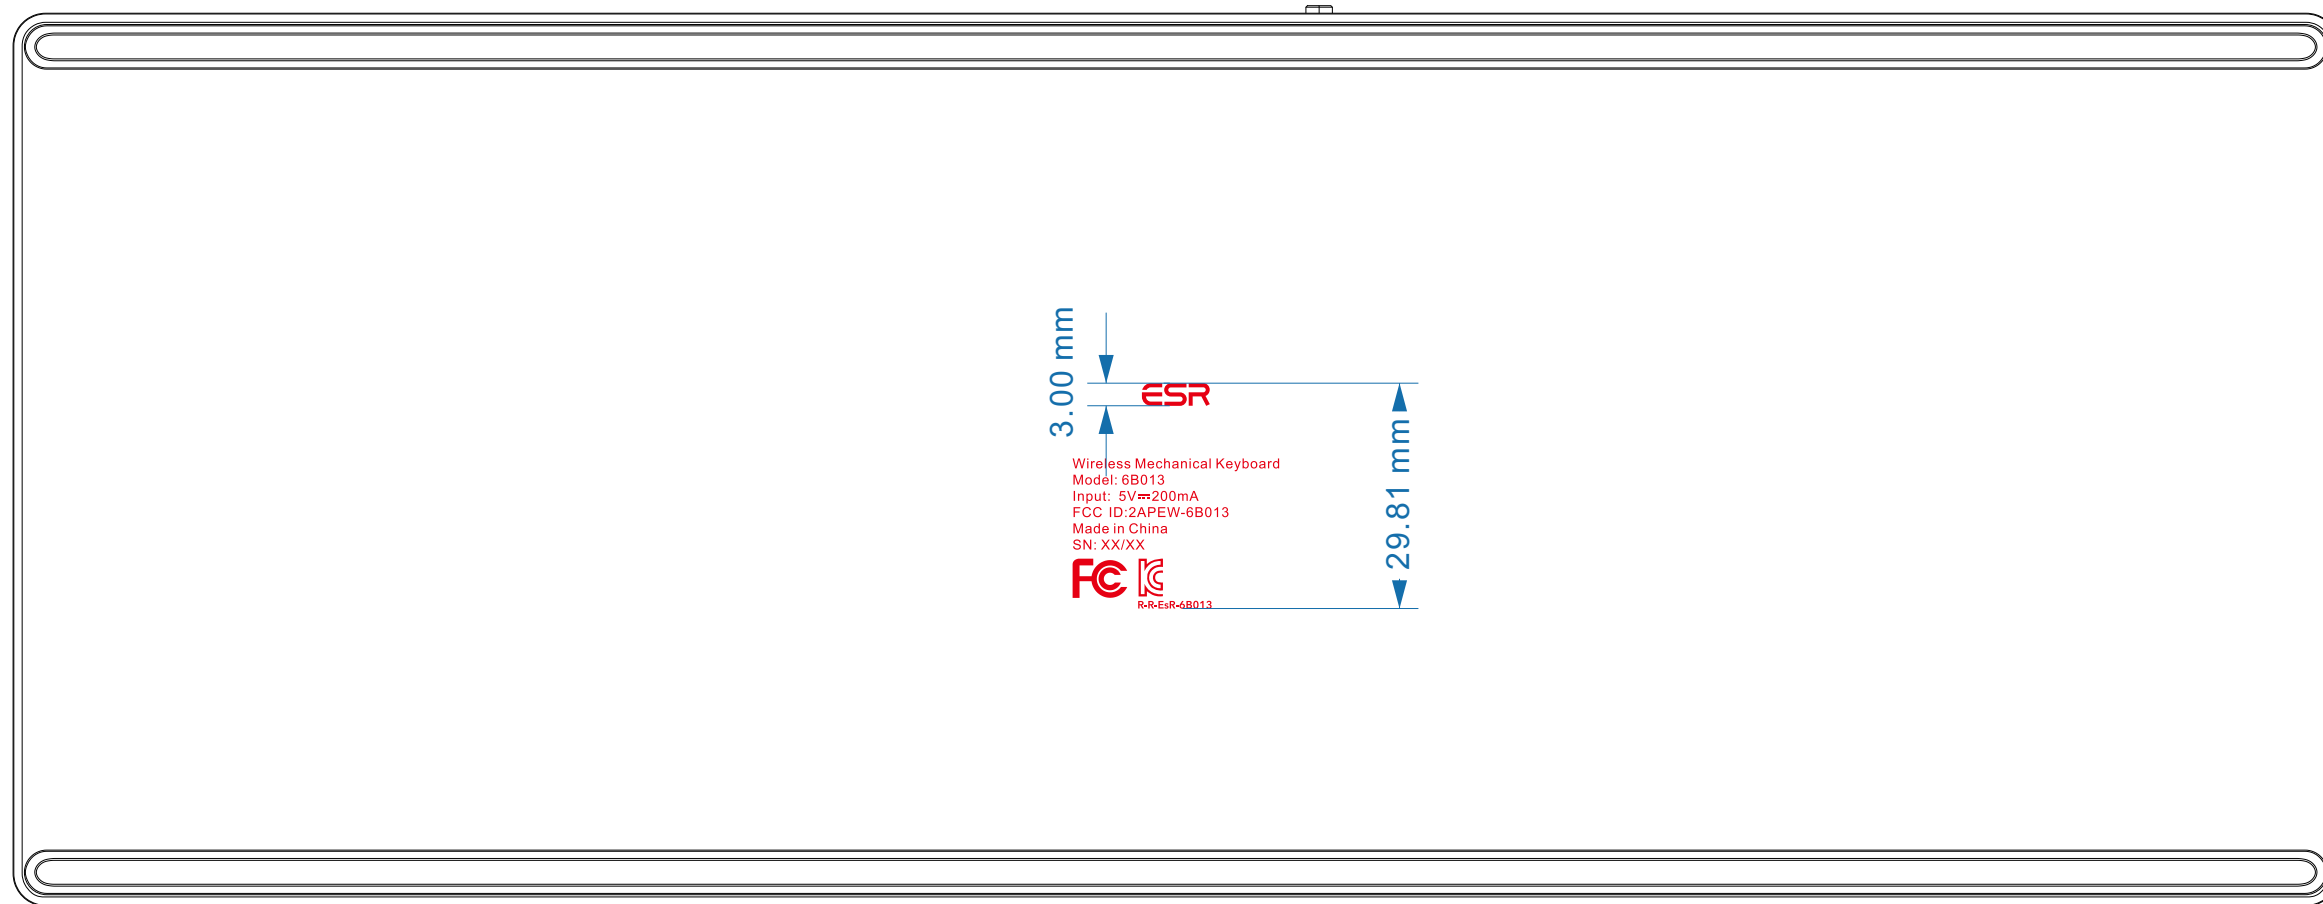 3.00 mm
ESR
29.81 mm
Wireless Mechanical Keyboard
Model: 6B013
Input: 5V⎓200mA
FCC ID:2APEW-6B013
Made in China
SN: XX/XX
FC KC
R-R-EsR-6B013